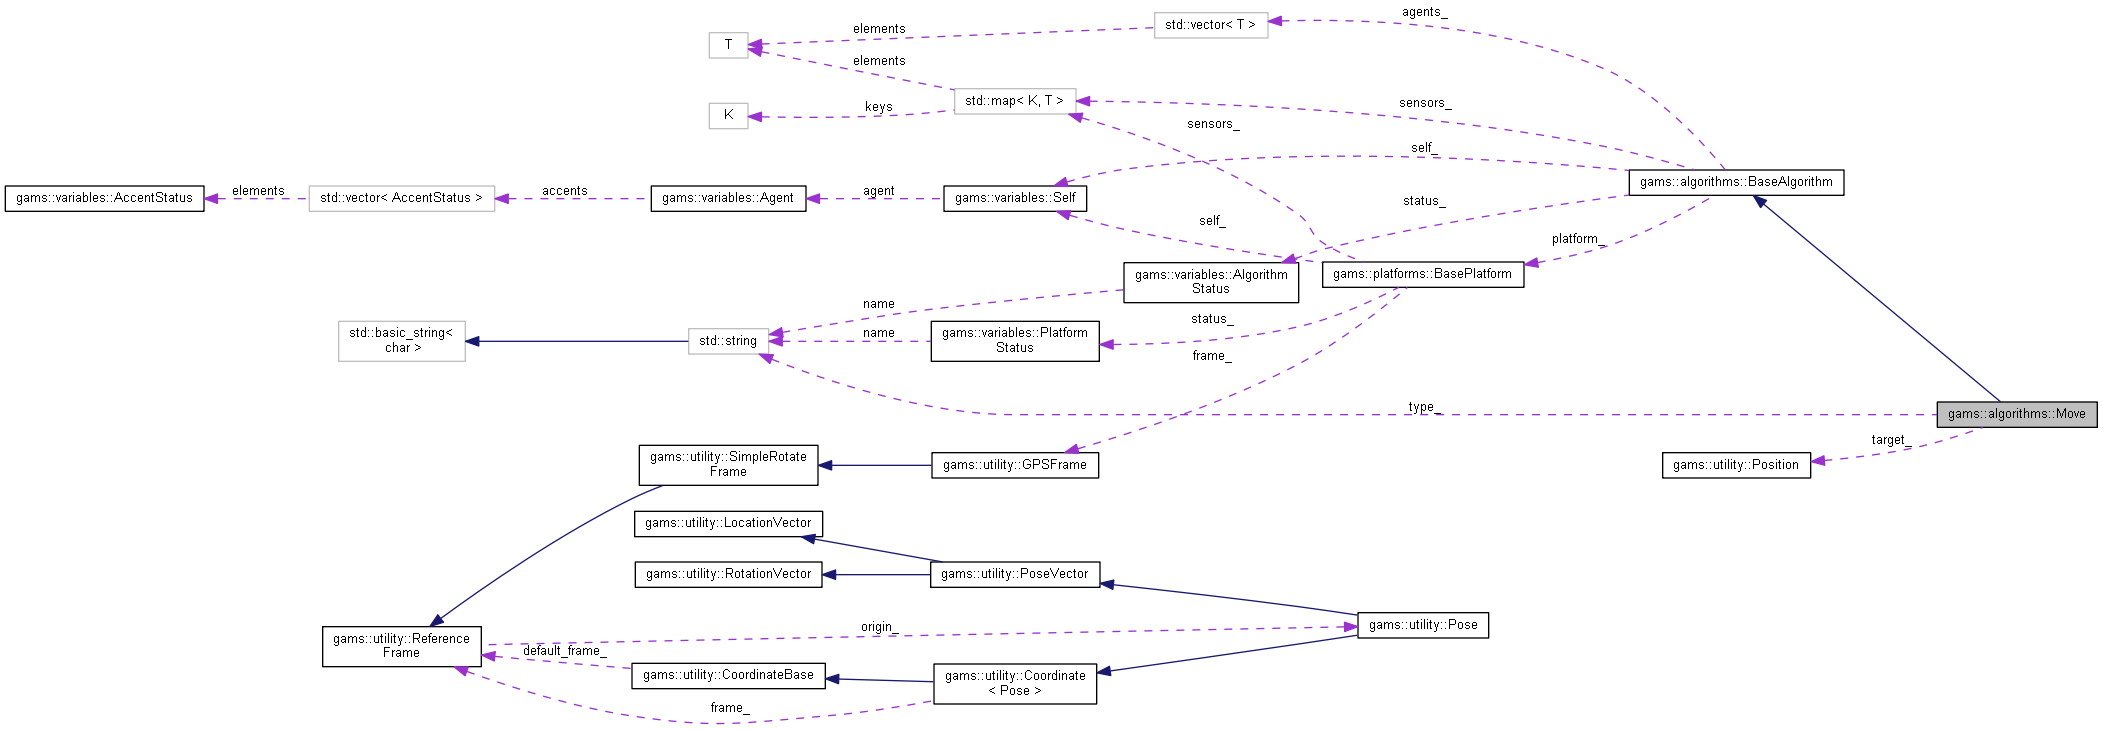 agents_
std::vector< T >
elements
T
elements
std::map< K, T >
sensors_
keys
K
sensors_
self_
gams::algorithms::BaseAlgorithm
gams::variables::AccentStatus
elements
std::vector< AccentStatus >
accents
gams::variables::Agent
agent
gams::variables::Self
status_
self_
platform_
gams::variables::Algorithm
Status
gams::platforms::BasePlatform
name
std::basic_string<
char >
std::string
name
gams::variables::Platform
Status
status_
frame_
type_
gams::algorithms::Move
target_
gams::utility::Position
gams::utility::SimpleRotate
Frame
gams::utility::GPSFrame
gams::utility::LocationVector
gams::utility::RotationVector
gams::utility::PoseVector
gams::utility::Pose
gams::utility::Reference
Frame
origin_
default_frame_
gams::utility::CoordinateBase
gams::utility::Coordinate
< Pose >
frame_